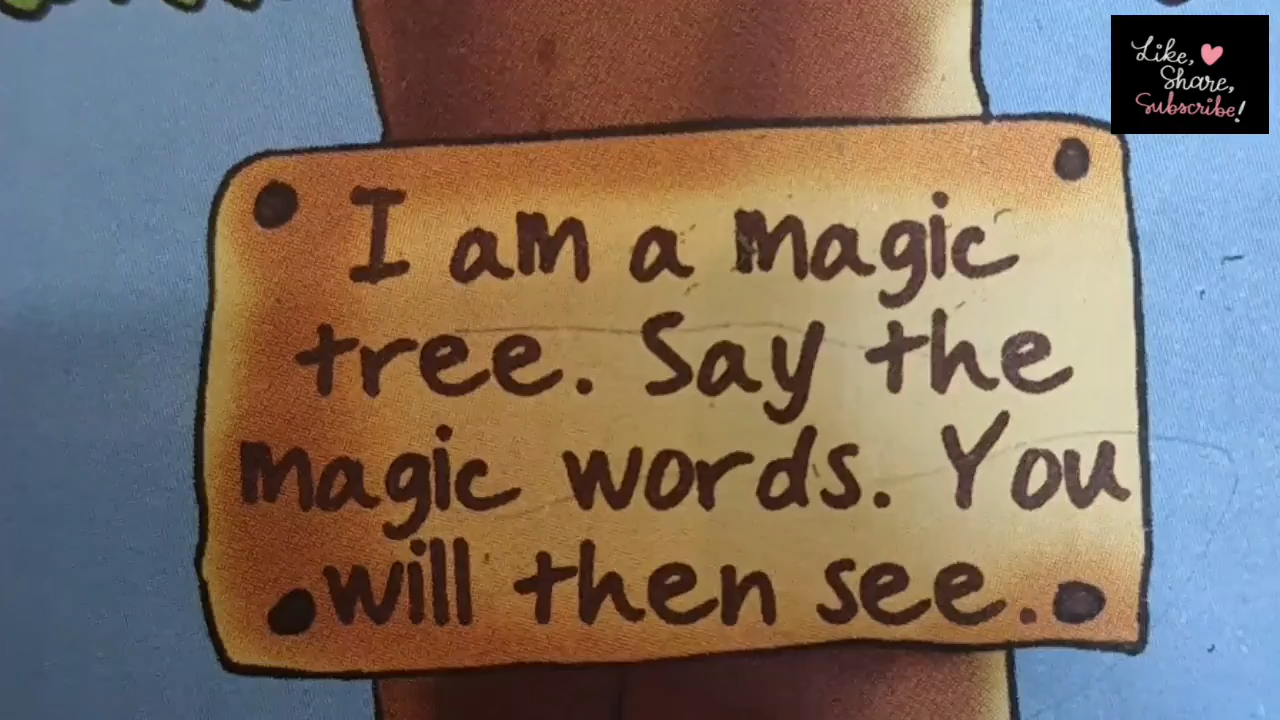 Like,
Share,
Subscribe!
I am a magic
tree. Say the
magic words. You
will then see.